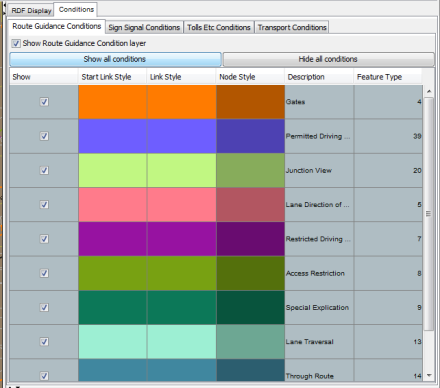 RDF Display Conditions
Route Guidance Conditions Sign Signal Conditions Tolls Etc Conditions Transport Conditions
Show Route Guidance Condition layer
Show all conditions Hide all conditions
Show Start Link Style Link Style Node Style Description Feature Type
Gates 4
Permitted Driving ... 39
Junction View 20
Lane Direction of ... 5
Restricted Driving ... 7
Access Restriction 8
Special Explication 9
Lane Traversal 13
Through Route 14